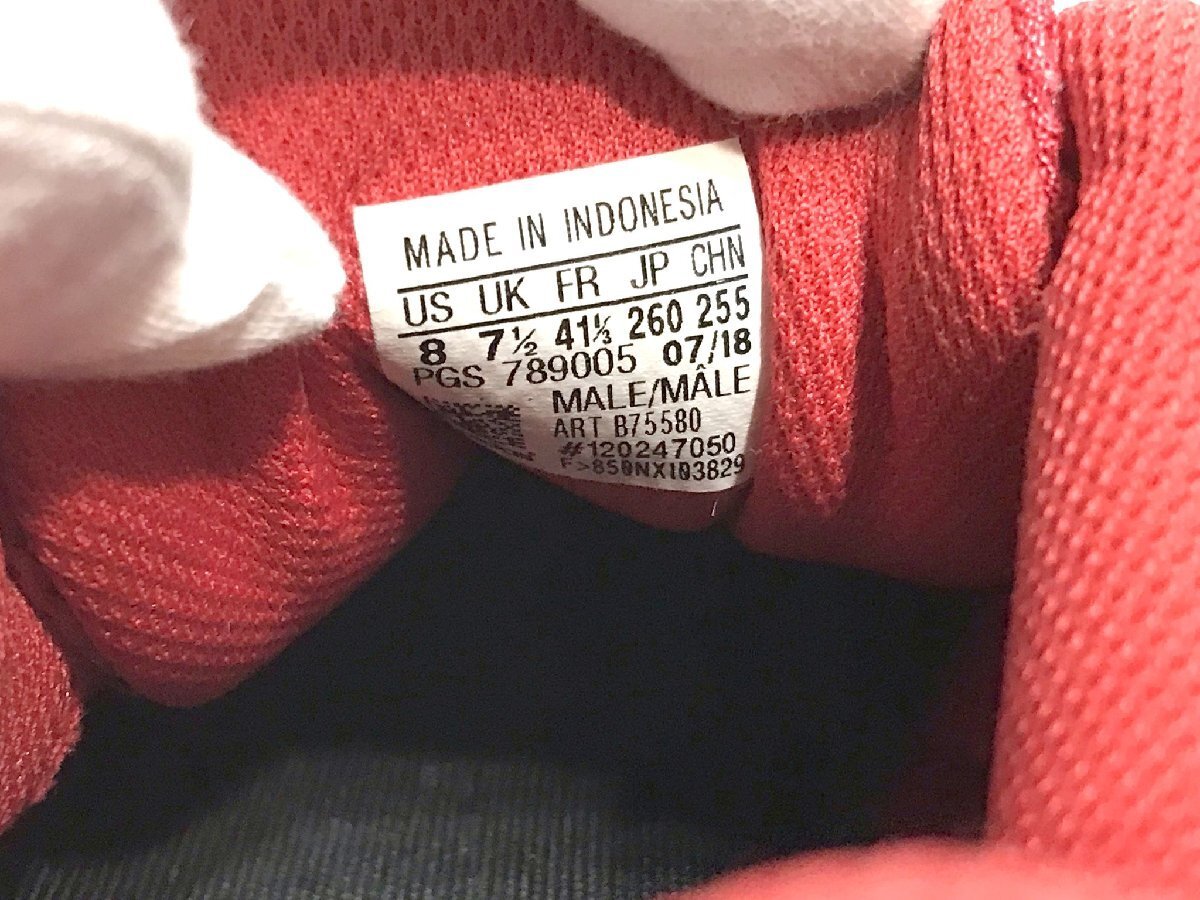 MADE IN INDONESIA
US UK FR JP CHN
8 7½ 41⅓ 260 255
PGS 789005 07/18
MALE/MÂLE
ART B75580
#120247050
F>850NX103829